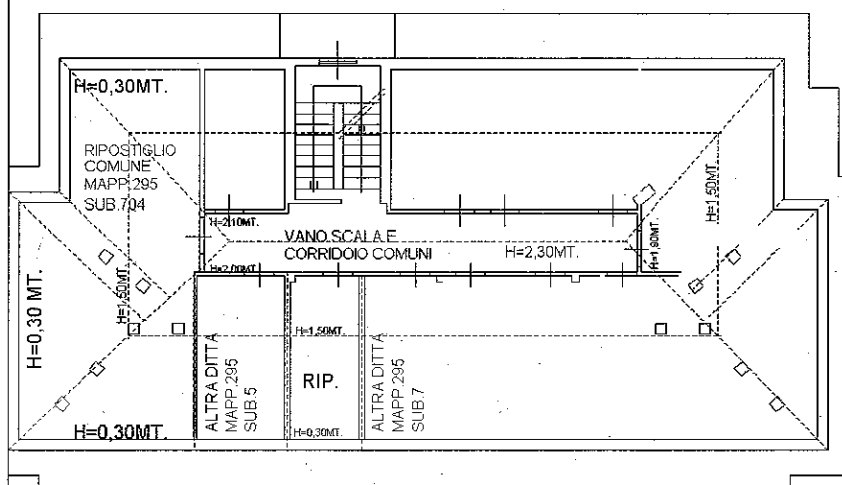 H=0,30MT.
RIPOSTIGLIO
COMUNE
MAPP.295
SUB.704
H=1,50MT.
H=2,10MT.
VANO SCALA E
CORRIDOIO COMUNI
H=2,30MT.
H=1,90MT.
H=2,00MT.
H=1,50MT.
H=0,30 MT.
ALTRA DITTA
MAPP.295
SUB.5
H=1,50MT.
RIP.
H=0,30MT.
ALTRA DITTA
MAPP.295
SUB.7
H=0,30MT.